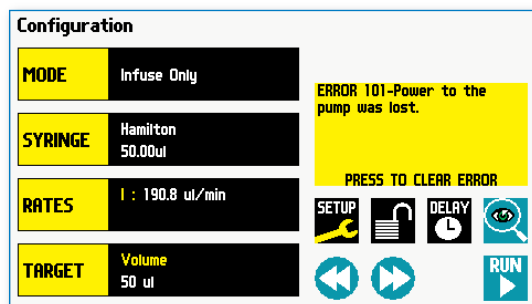 Configuration
MODE
Infuse Only
SYRINGE
Hamilton
50.00ul
RATES
I : 190.8 ul/min
TARGET
Volume
50 ul
ERROR 101-Power to the
pump was lost.
PRESS TO CLEAR ERROR
SETUP
DELAY
RUN